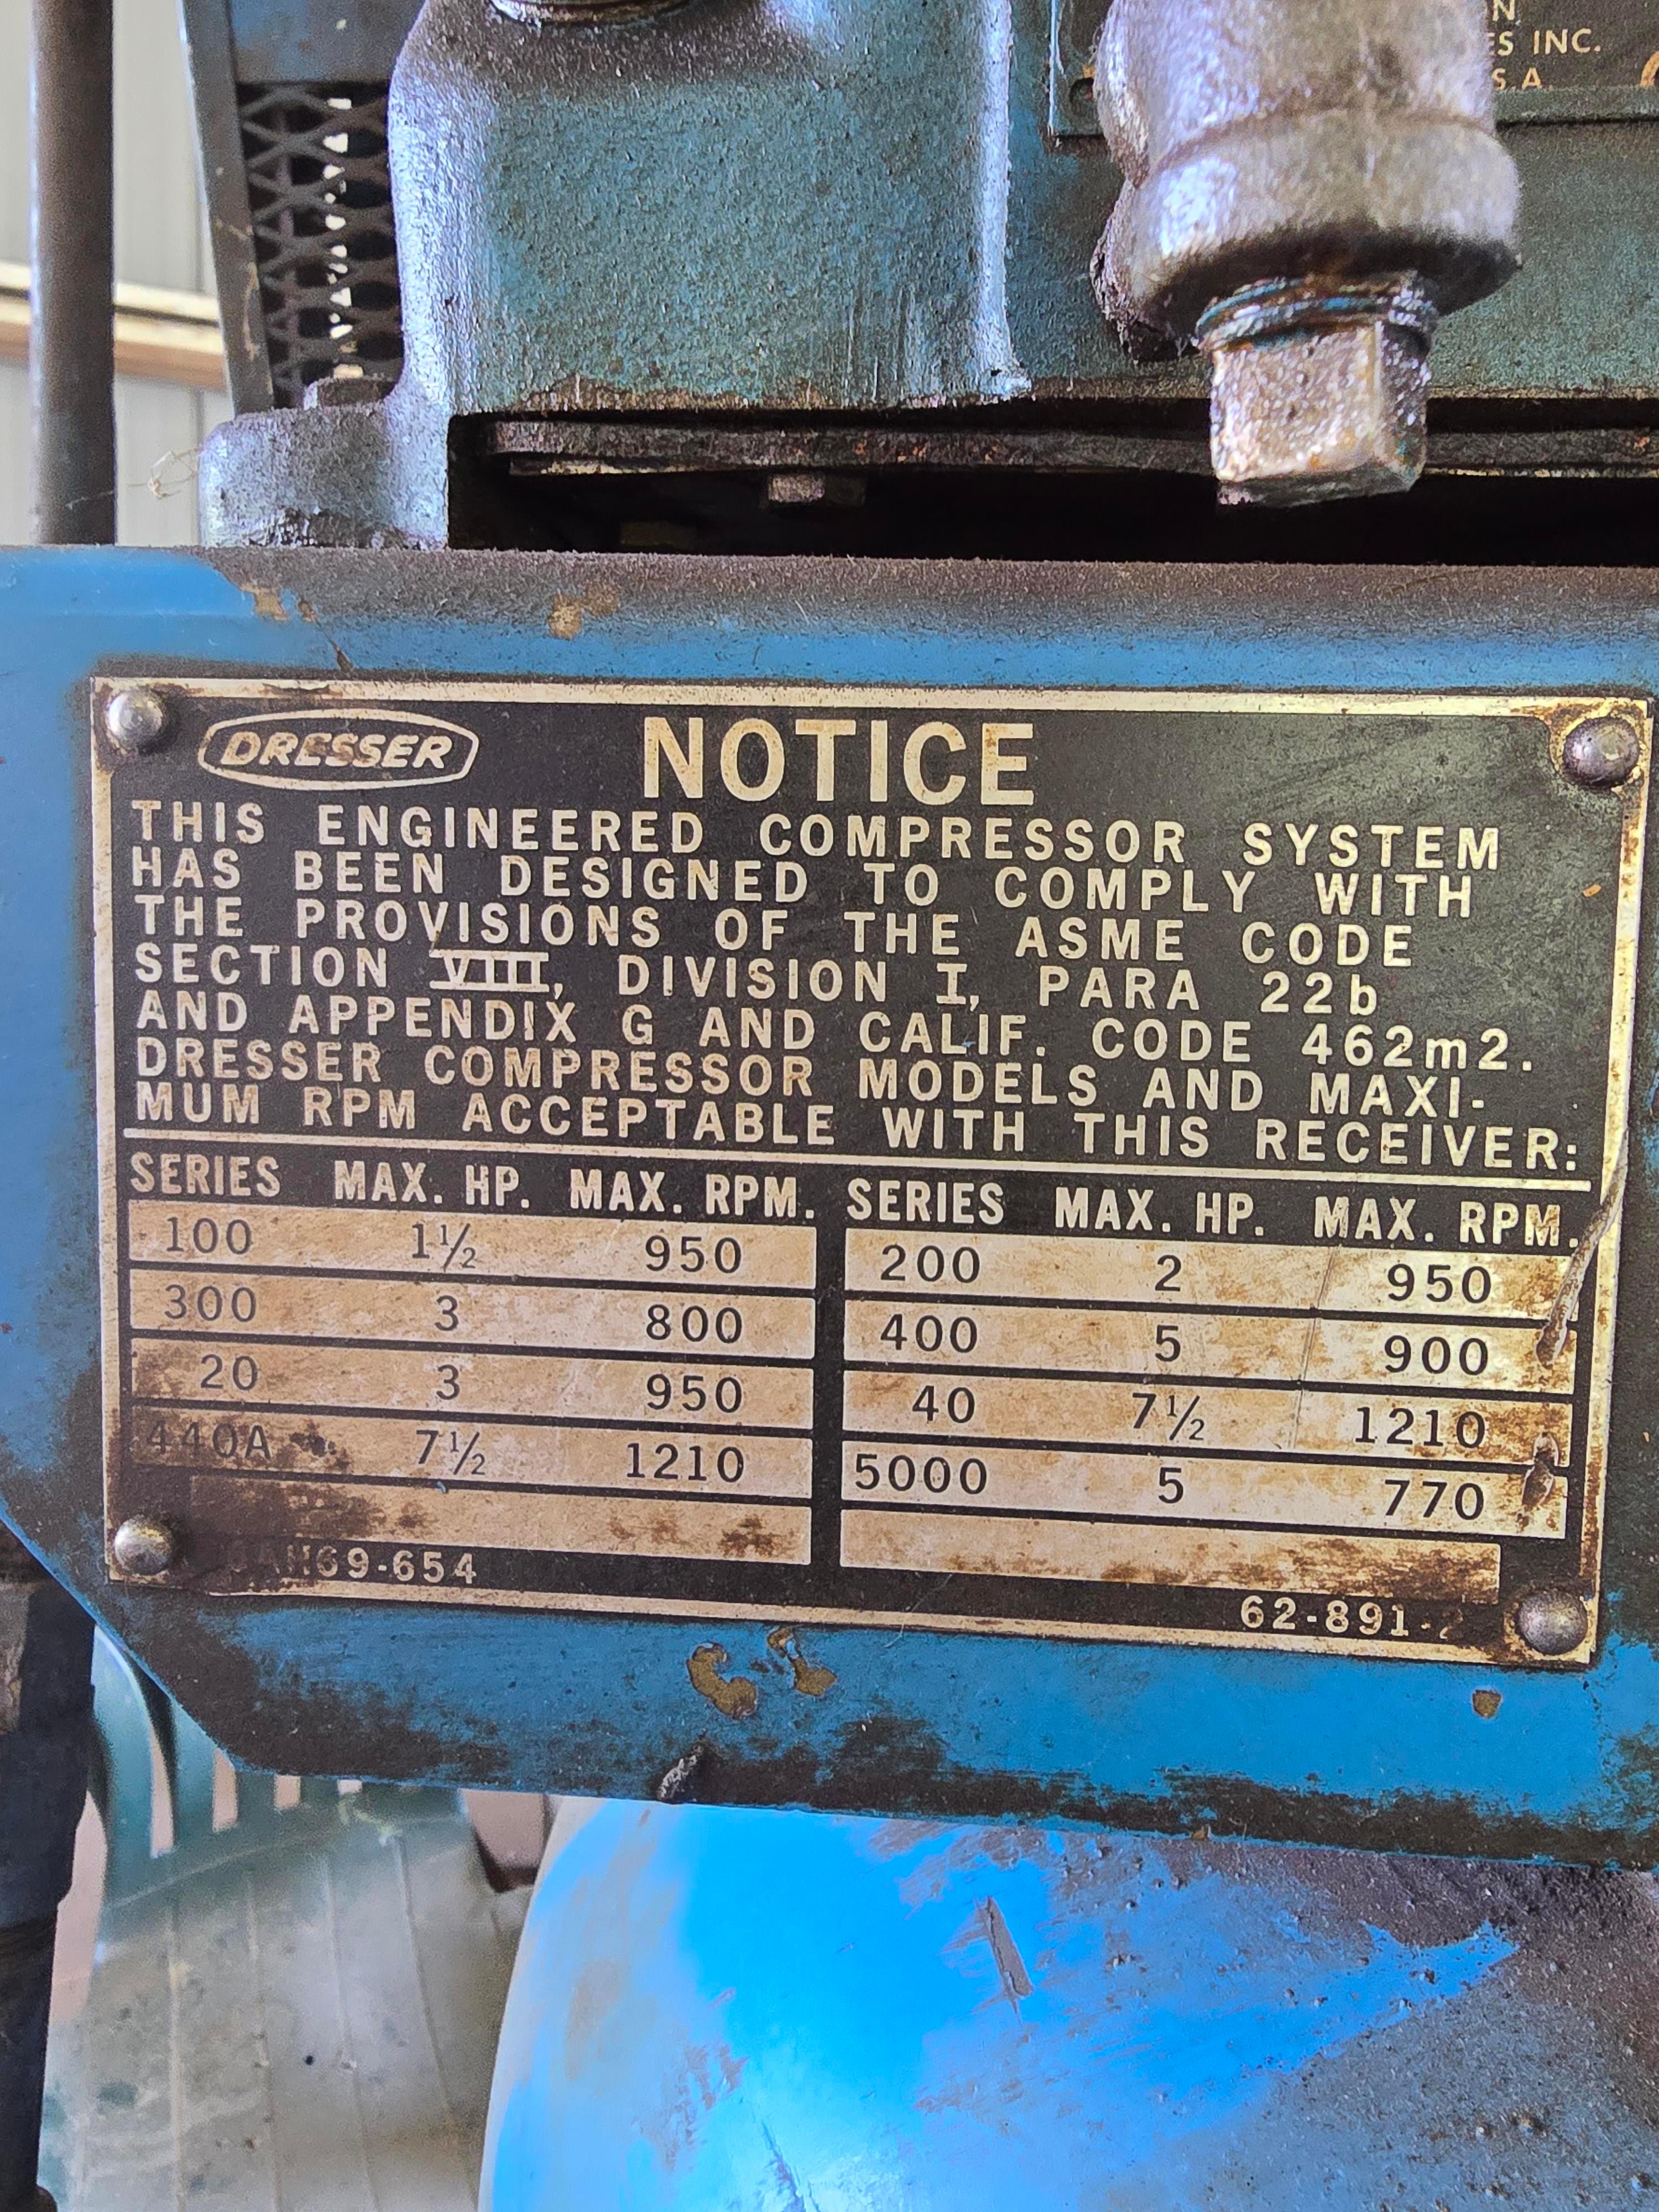 N
ES INC.
S.A.
DRESSER
NOTICE
THIS ENGINEERED COMPRESSOR SYSTEM
HAS BEEN DESIGNED TO COMPLY WITH
THE PROVISIONS OF THE ASME CODE
SECTION VIII, DIVISION I, PARA 22b
AND APPENDIX G AND CALIF. CODE 462m2.
DRESSER COMPRESSOR MODELS AND MAXI-
MUM RPM ACCEPTABLE WITH THIS RECEIVER:
SERIES MAX. HP. MAX. RPM. SERIES MAX. HP. MAX. RPM.
100 1½ 950 200 2 950
300 3 800 400 5 900
20 3 950 40 7½ 1210
440A 7½ 1210 5000 5 770
62-891-2